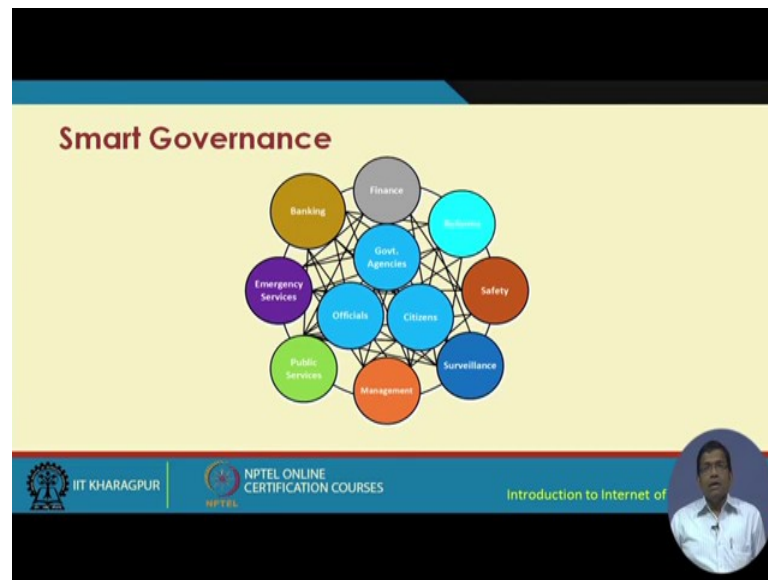 Smart Governance
Finance
Banking
Govt.
Agencies
Emergency
Services
Safety
Officials
Citizens
Public
Services
Surveillance
Management
IIT KHARAGPUR
NPTEL
NPTEL ONLINE
CERTIFICATION COURSES
Introduction to Internet of